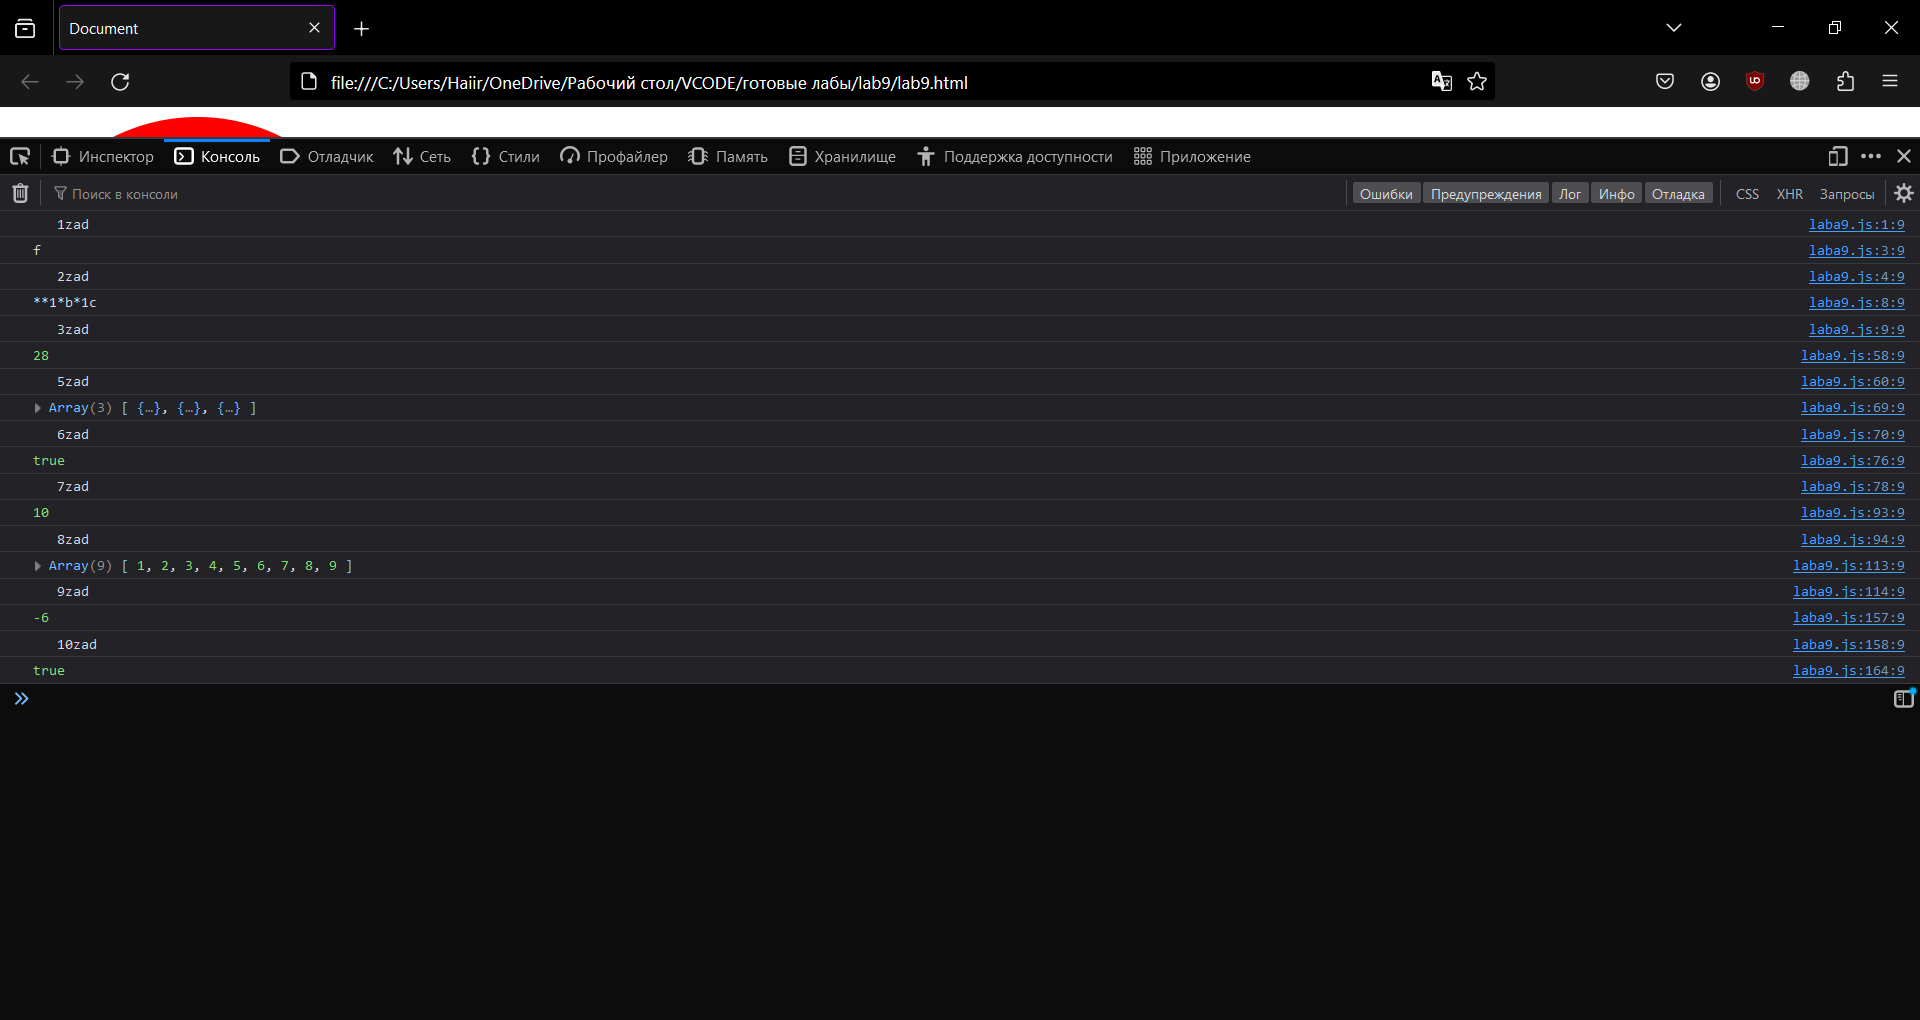 Document
file:///C:/Users/Haiir/OneDrive/Рабочий стол/VCODE/готовые лабы/lab9/lab9.html
Инспектор Консоль Отладчик Сеть Стили Профайлер Память Хранилище Поддержка доступности Приложение
Поиск в консоли Ошибки Предупреждения Лог Инфо Отладка CSS XHR Запросы
1zad laba9.js:1:9
f laba9.js:3:9
2zad laba9.js:4:9
**1*b*1c laba9.js:8:9
3zad laba9.js:9:9
28 laba9.js:58:9
5zad laba9.js:60:9
Array(3) [ {…}, {…}, {…} ] laba9.js:69:9
6zad laba9.js:70:9
true laba9.js:76:9
7zad laba9.js:78:9
10 laba9.js:93:9
8zad laba9.js:94:9
Array(9) [ 1, 2, 3, 4, 5, 6, 7, 8, 9 ] laba9.js:113:9
9zad laba9.js:114:9
-6 laba9.js:157:9
10zad laba9.js:158:9
true laba9.js:164:9